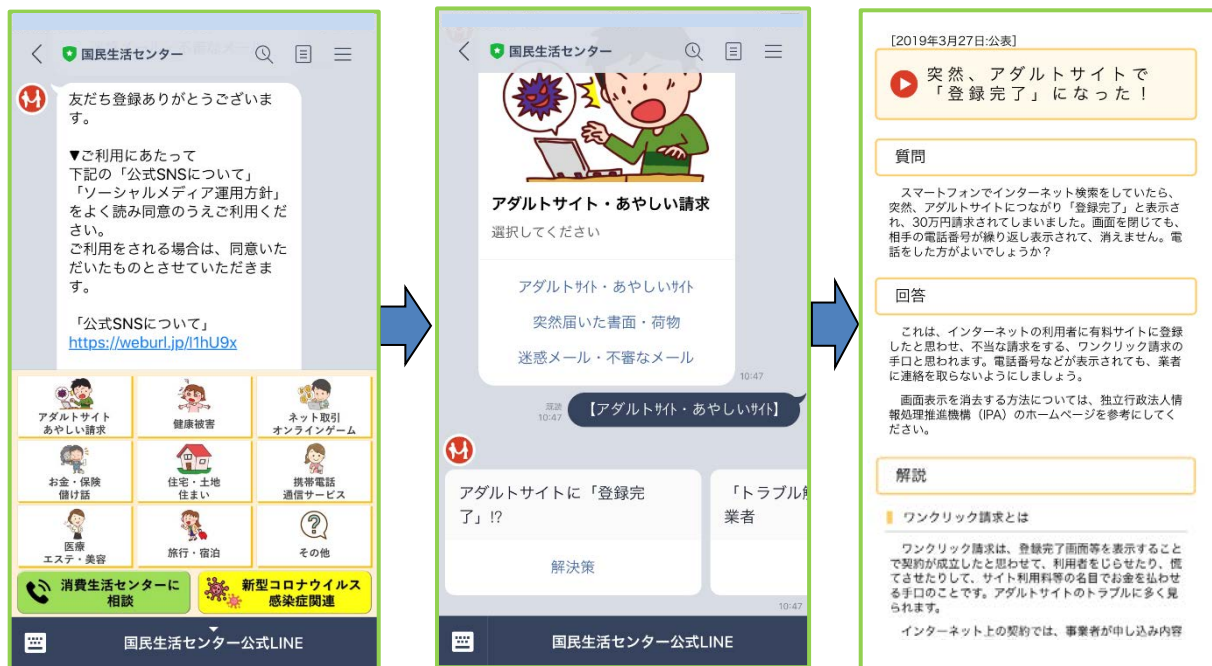 国民生活センター
友だち登録ありがとうございま
す。
▼ご利用にあたって
下記の「公式SNSについて」
「ソーシャルメディア運用方針」
をよく読み同意のうえご利用くだ
さい。
ご利用をされる場合は、同意いた
だいたものとさせていただきま
す。
「公式SNSについて」
https://weburl.jp/l1hU9x
アダルトサイト
あやしい請求
健康被害
ネット取引
オンラインゲーム
お金・保険
儲け話
住宅・土地
住まい
携帯電話
通信サービス
医療
エステ・美容
旅行・宿泊
その他
消費生活センターに
相談
新型コロナウイルス
感染症関連
国民生活センター公式LINE
国民生活センター
アダルトサイト・あやしい請求
選択してください
アダルトサイト・あやしいサイト
突然届いた書面・荷物
迷惑メール・不審なメール
10:47
既読
10:47
【アダルトサイト・あやしいサイト】
アダルトサイトに「登録完
了」!?
解決策
「トラブル解
業者
10:47
国民生活センター公式LINE
[2019年3月27日:公表]
突然、アダルトサイトで
「登録完了」になった!
質問
スマートフォンでインターネット検索をしていたら、
突然、アダルトサイトにつながり「登録完了」と表示さ
れ、30万円請求されてしまいました。画面を閉じても、
相手の電話番号が繰り返し表示されて、消えません。電
話をした方がよいでしょうか?
回答
これは、インターネットの利用者に有料サイトに登録
したと思わせ、不当な請求をする、ワンクリック請求の
手口と思われます。電話番号などが表示されても、業者
に連絡を取らないようにしましょう。
画面表示を消去する方法については、独立行政法人情
報処理推進機構(IPA)のホームページを参考にしてく
ださい。
解説
ワンクリック請求とは
ワンクリック請求は、登録完了画面等を表示すること
で契約が成立したと思わせて、利用者をじらせたり、慌
てさせたりして、サイト利用料等の名目でお金を払わせ
る手口のことです。アダルトサイトのトラブルに多く見
られます。
インターネット上の契約では、事業者が申し込み内容